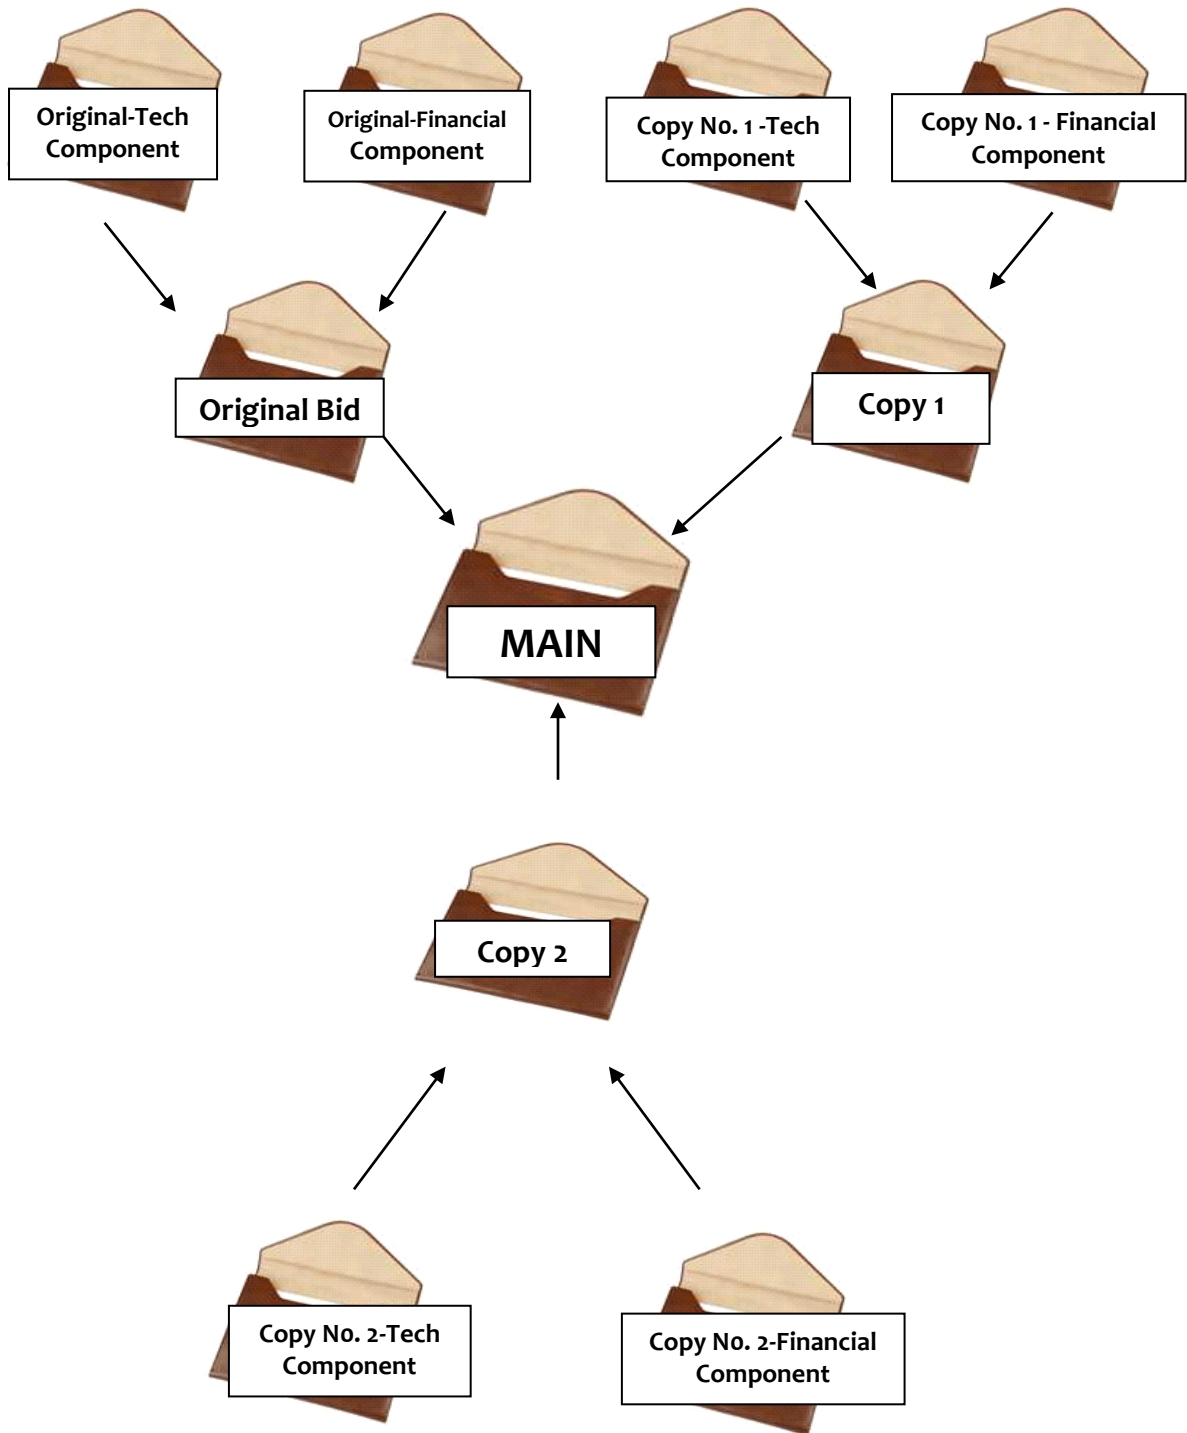 Original-Tech
Component
Original-Financial
Component
Copy No. 1 -Tech
Component
Copy No. 1 - Financial
Component
Original Bid
Copy 1
MAIN
Copy 2
Copy No. 2-Tech
Component
Copy No. 2-Financial
Component